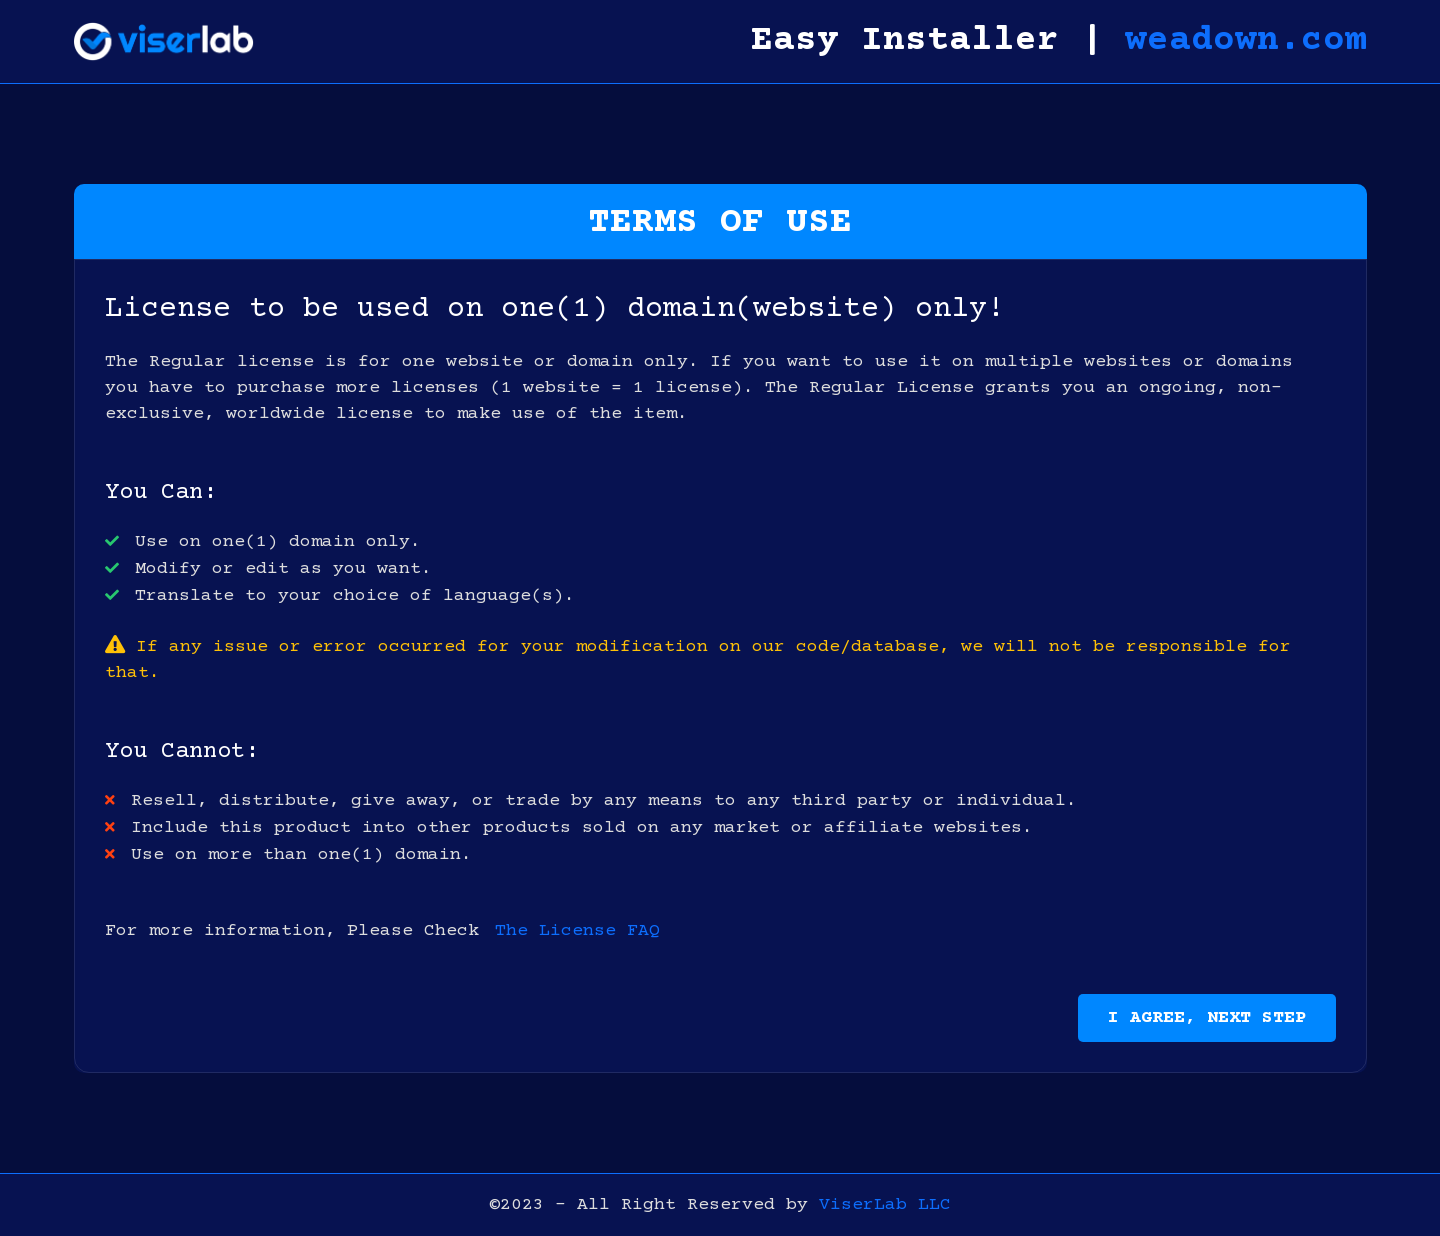 viserlab
Easy Installer | weadown.com
TERMS OF USE
License to be used on one(1) domain(website) only!
The Regular license is for one website or domain only. If you want to use it on multiple websites or domains
you have to purchase more licenses (1 website = 1 license). The Regular License grants you an ongoing, non-
exclusive, worldwide license to make use of the item.
You Can:
Use on one(1) domain only.
Modify or edit as you want.
Translate to your choice of language(s).
If any issue or error occurred for your modification on our code/database, we will not be responsible for
that.
You Cannot:
Resell, distribute, give away, or trade by any means to any third party or individual.
Include this product into other products sold on any market or affiliate websites.
Use on more than one(1) domain.
For more information, Please Check The License FAQ
I AGREE, NEXT STEP
©2023 - All Right Reserved by ViserLab LLC